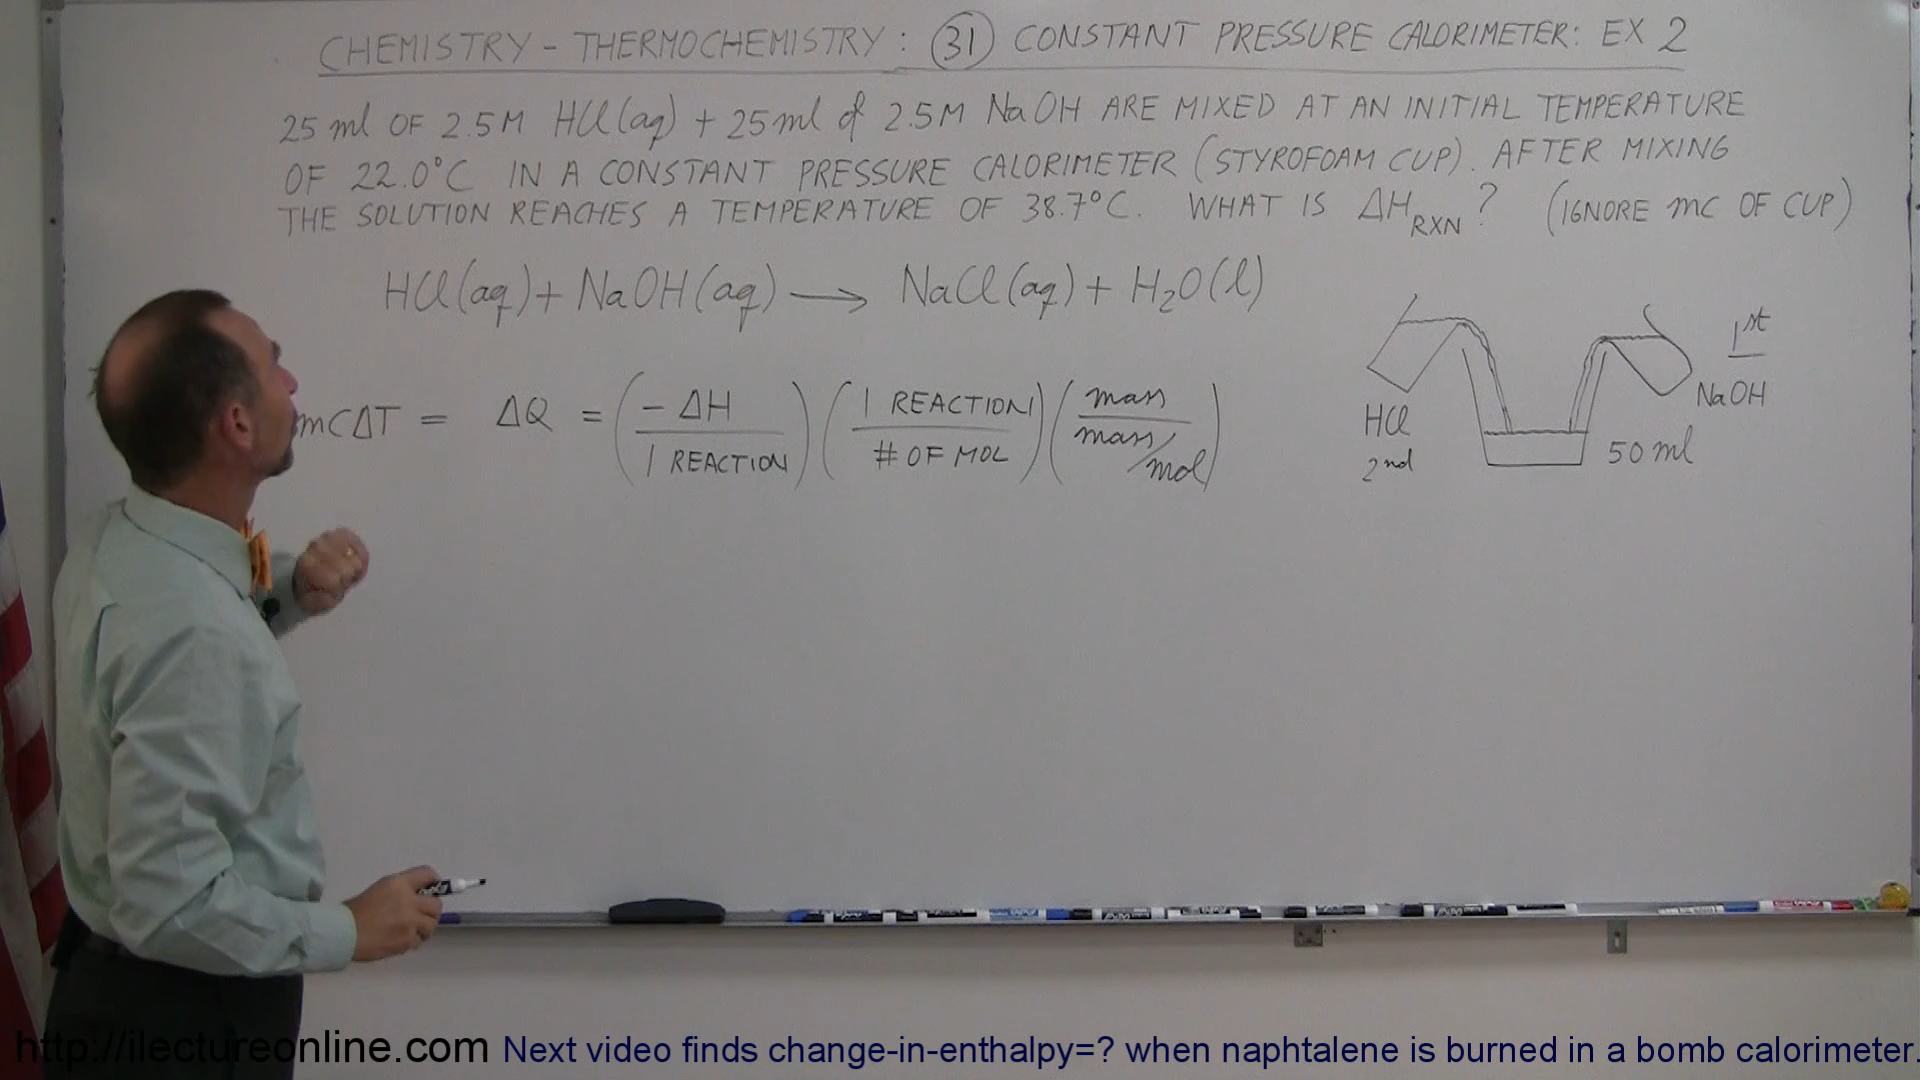 CHEMISTRY - THERMOCHEMISTRY: 31 CONSTANT PRESSURE CALORIMETER: EX 2
25 ml OF 2.5M HCl(aq) + 25 ml of 2.5M NaOH ARE MIXED AT AN INITIAL TEMPERATURE
OF 22.0°C IN A CONSTANT PRESSURE CALORIMETER (STYROFOAM CUP). AFTER MIXING
THE SOLUTION REACHES A TEMPERATURE OF 38.7°C. WHAT IS ΔH RXN ? (IGNORE mc OF CUP)
HCl(aq) + NaOH(aq) → NaCl(aq) + H2O(l)
mCΔT = ΔQ = (-ΔH / 1 REACTION) (1 REACTION / # OF MOL) (mass / mass/mol)
HCl
2nd
1st
NaOH
50 ml
http://ilectureonline.com Next video finds change-in-enthalpy=? when naphtalene is burned in a bomb calorimeter.